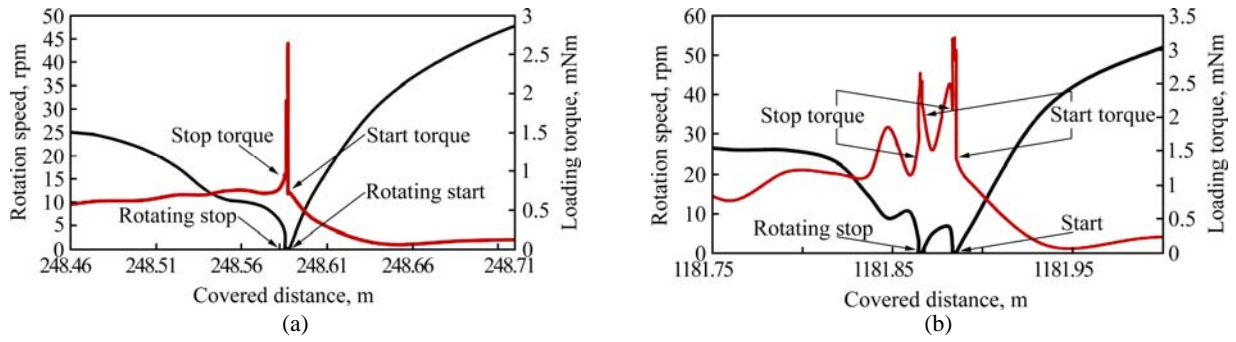 50
45
40
35
30
25
20
15
10
5
0
Rotation speed, rpm
(a)
Stop torque
Start torque
Rotating start
Rotating stop
3
2.5
2
1.5
1
0.5
0
Loading torque, mNm
248.46 248.51 248.56 248.61 248.66 248.71
Covered distance, m
(a)
60
50
40
30
20
10
0
Rotation speed, rpm
(b)
Stop torque
Start torque
Rotating stop
Start
3.5
3
2.5
2
1.5
1
0.5
0
Loading torque, mNm
1181.75 1181.85 1181.95
Covered distance, m
(b)